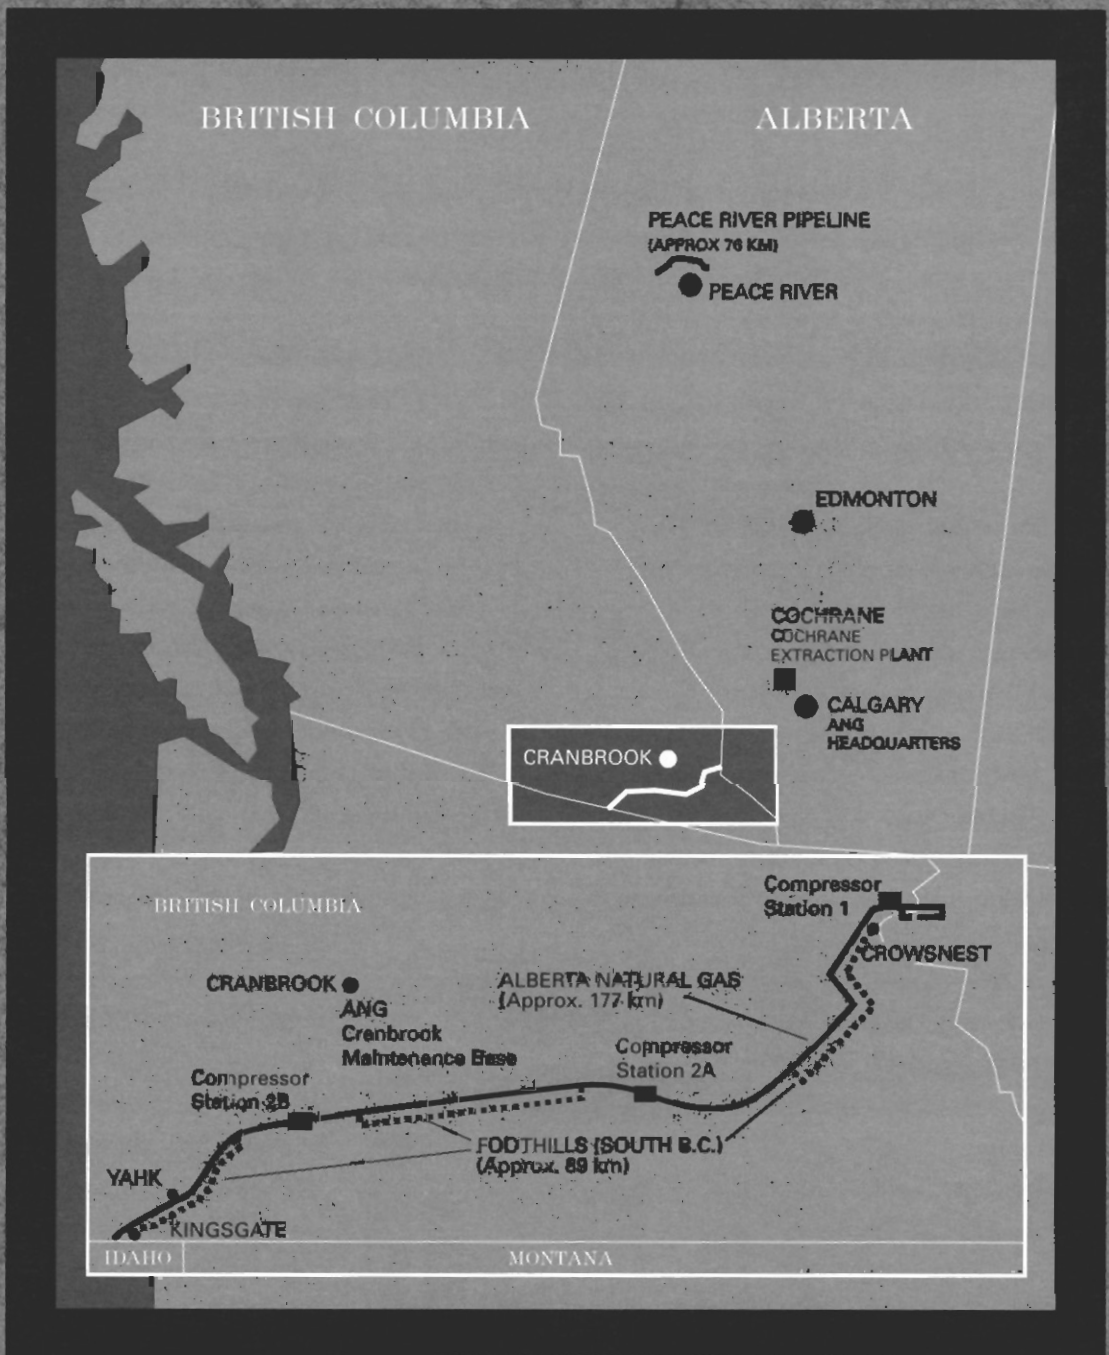 BRITISH COLUMBIA
ALBERTA
PEACE RIVER PIPELINE
(APPROX 76 KM)
PEACE RIVER
EDMONTON
COCHRANE
COCHRANE
EXTRACTION PLANT
CALGARY
ANG
HEADQUARTERS
CRANBROOK
BRITISH COLUMBIA
Compressor
Station 1
CROWSNEST
CRANBROOK
ANG
Cranbrook
Maintenance Base
ALBERTA NATURAL GAS
(Approx. 177 km)
Compressor
Station 2A
Compressor
Station 2B
FOOTHILLS (SOUTH B.C.)
(Approx. 89 km)
YAHK
KINGSGATE
IDAHO
MONTANA